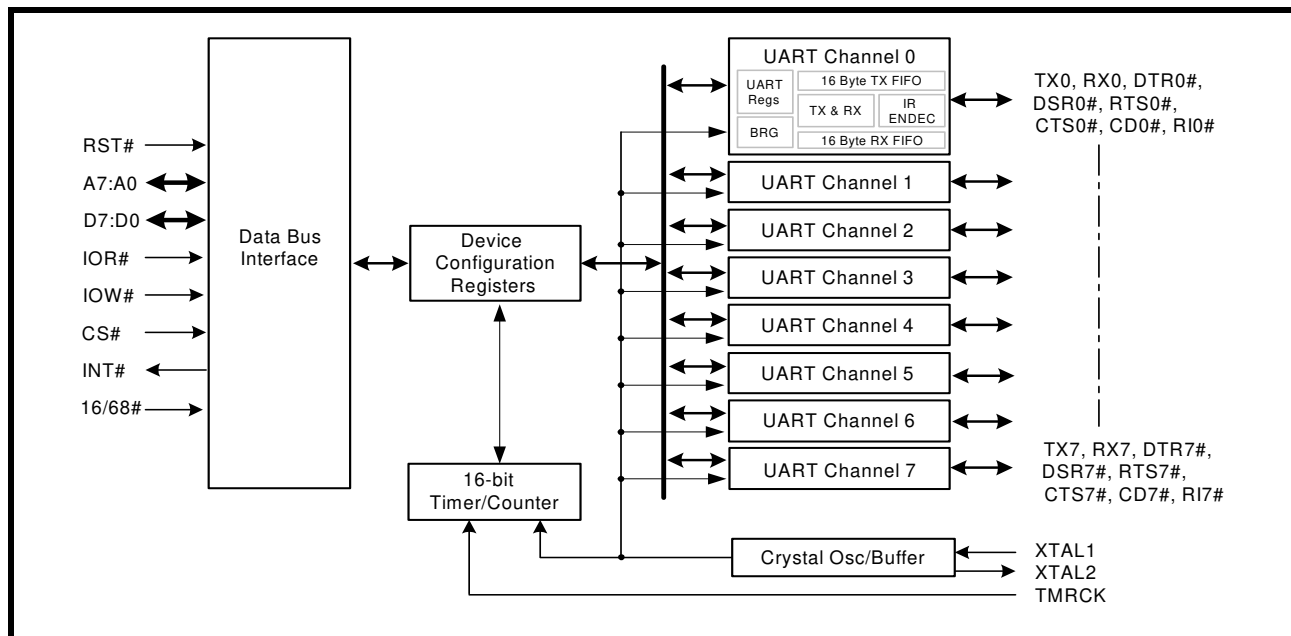 RST#
A7:A0
D7:D0
IOR#
IOW#
CS#
INT#
16/68#
Data Bus
Interface
Device
Configuration
Registers
16-bit
Timer/Counter
UART Channel 0
UART
Regs
16 Byte TX FIFO
TX & RX
IR
ENDEC
BRG
16 Byte RX FIFO
UART Channel 1
UART Channel 2
UART Channel 3
UART Channel 4
UART Channel 5
UART Channel 6
UART Channel 7
Crystal Osc/Buffer
TX0, RX0, DTR0#,
DSR0#, RTS0#,
CTS0#, CD0#, RI0#
TX7, RX7, DTR7#,
DSR7#, RTS7#,
CTS7#, CD7#, RI7#
XTAL1
XTAL2
TMRCK